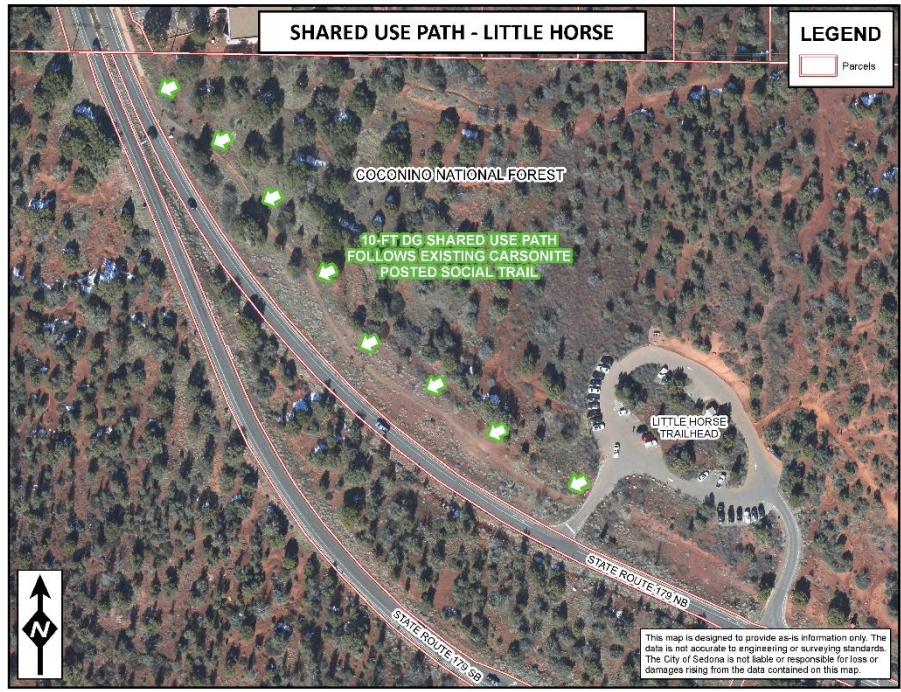 SHARED USE PATH - LITTLE HORSE
LEGEND
Parcels
COCONINO NATIONAL FOREST
10-FT DG SHARED USE PATH
FOLLOWS EXISTING CARSONITE
POSTED SOCIAL TRAIL
LITTLE HORSE
TRAILHEAD
STATE ROUTE 179 NB
STATE ROUTE 179 SB
N
This map is designed to provide as-is information only. The
data is not accurate to engineering or surveying standards.
The City of Sedona is not liable or responsible for loss or
damages rising from the data contained on this map.